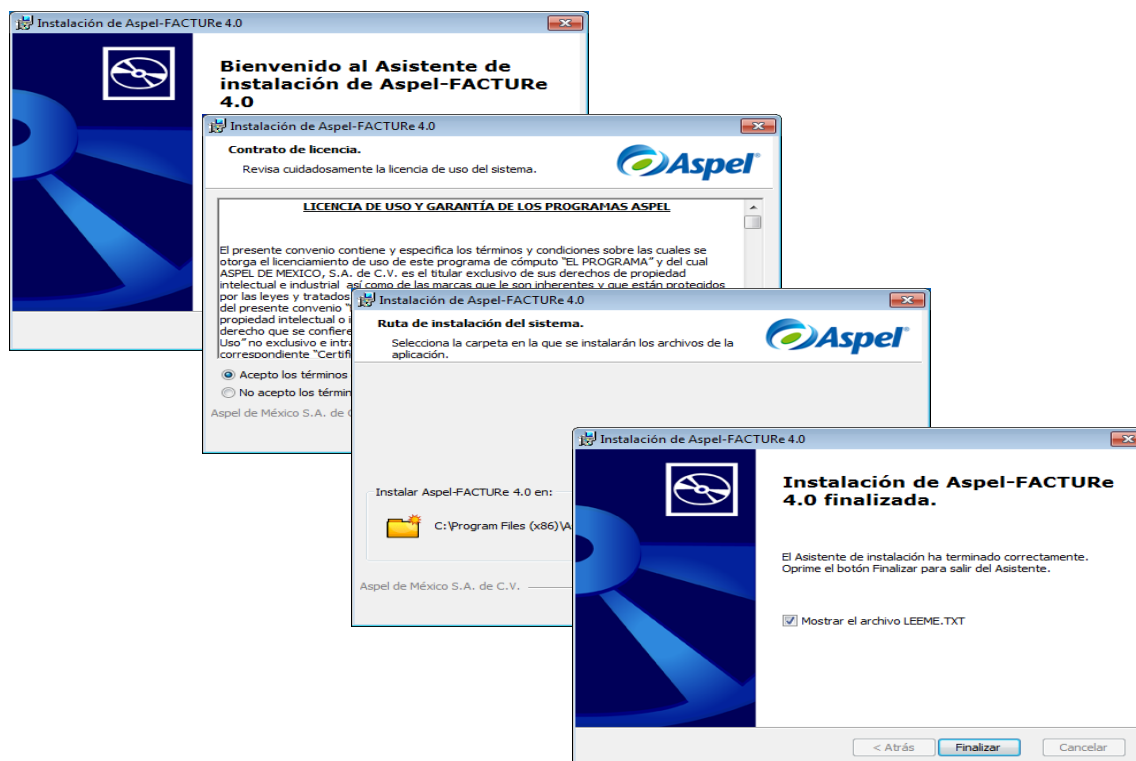 Instalación de Aspel-FACTURe 4.0
Bienvenido al Asistente de
instalación de Aspel-FACTURe
4.0
Instalación de Aspel-FACTURe 4.0
Contrato de licencia.
Revisa cuidadosamente la licencia de uso del sistema.
Aspel
LICENCIA DE USO Y GARANTÍA DE LOS PROGRAMAS ASPEL
El presente convenio contiene y especifica los términos y condiciones sobre las cuales se
otorga el licenciamiento de uso de este programa de cómputo "EL PROGRAMA" y del cual
ASPEL DE MEXICO, S.A. de C.V. es el titular exclusivo de sus derechos de propiedad
intelectual e industrial así como de las marcas que le son inherentes y que están protegidos
por las leyes y tratados
del presente convenio
propiedad intelectual o
derecho que se confiere
Uso" no exclusivo e
correspondiente
Acepto los términos
No acepto los
Aspel de México S.A. de
Instalación de Aspel-FACTURe 4.0
Ruta de instalación del sistema.
Selecciona la carpeta en la que se instalarán los archivos de la
aplicación.
Aspel
Instalar Aspel-FACTURe 4.0 en:
C:\Program Files (x86)\A
Aspel de México S.A. de C.V.
Instalación de Aspel-FACTURe 4.0
Instalación de Aspel-FACTURe
4.0 finalizada.
El Asistente de instalación ha terminado correctamente.
Oprime el botón Finalizar para salir del Asistente.
Mostrar el archivo LEEME.TXT
< Atrás
Finalizar
Cancelar